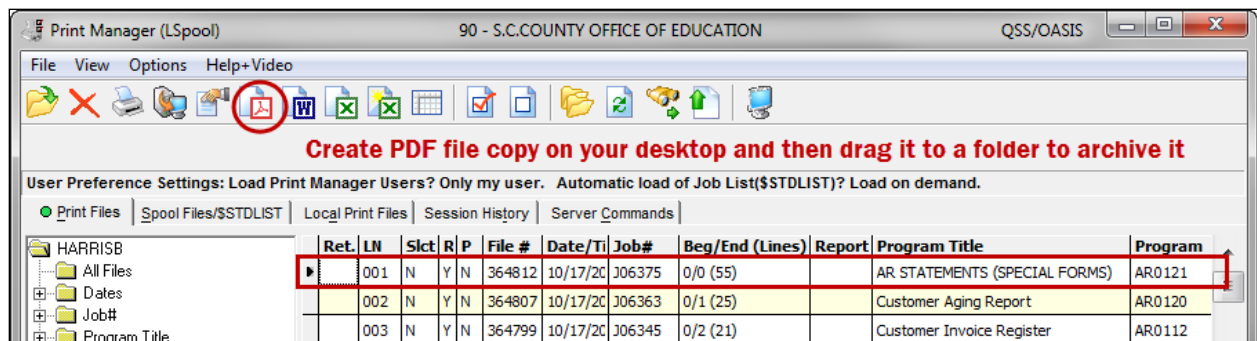 Print Manager (LSpool) 90 - S.C.COUNTY OFFICE OF EDUCATION QSS/OASIS
File View Options Help+Video
Create PDF file copy on your desktop and then drag it to a folder to archive it
User Preference Settings: Load Print Manager Users? Only my user. Automatic load of Job List($STDLIST)? Load on demand.
Print Files Spool Files/$STDLIST Local Print Files Session History Server Commands
HARRISB Ret. LN Slct R P File # Date/Ti Job# Beg/End (Lines) Report Program Title Program
All Files 001 N Y N 364812 10/17/20 J06375 0/0 (55) AR STATEMENTS (SPECIAL FORMS) AR0121
Dates 002 N Y N 364807 10/17/20 J06363 0/1 (25) Customer Aging Report AR0120
Job#
Program Title 003 N Y N 364799 10/17/20 J06345 0/2 (21) Customer Invoice Register AR0112